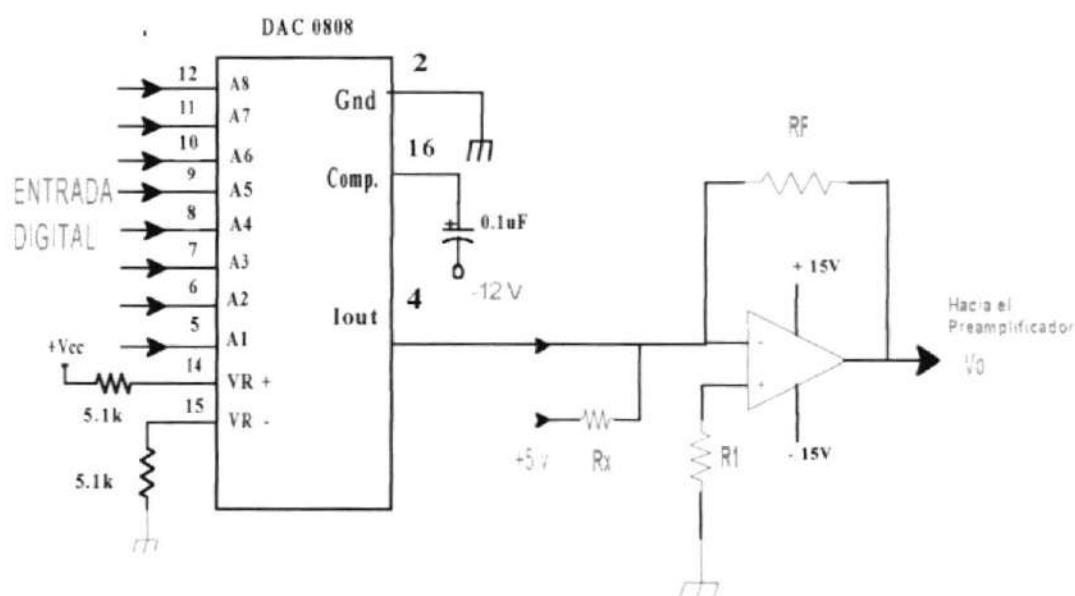 DAC 0808
12
A8
11
A7
10
A6
9
A5
8
A4
7
A3
6
A2
5
A1
14
VR +
15
VR -
ENTRADA
DIGITAL
+Vcc
5.1k
5.1k
2
Gnd
16
Comp.
+
0.1uF
-12 V
4
Iout
+5 v
Rx
RF
+ 15V
-
+
- 15V
R1
Hacia el
Preamplificador
Vo